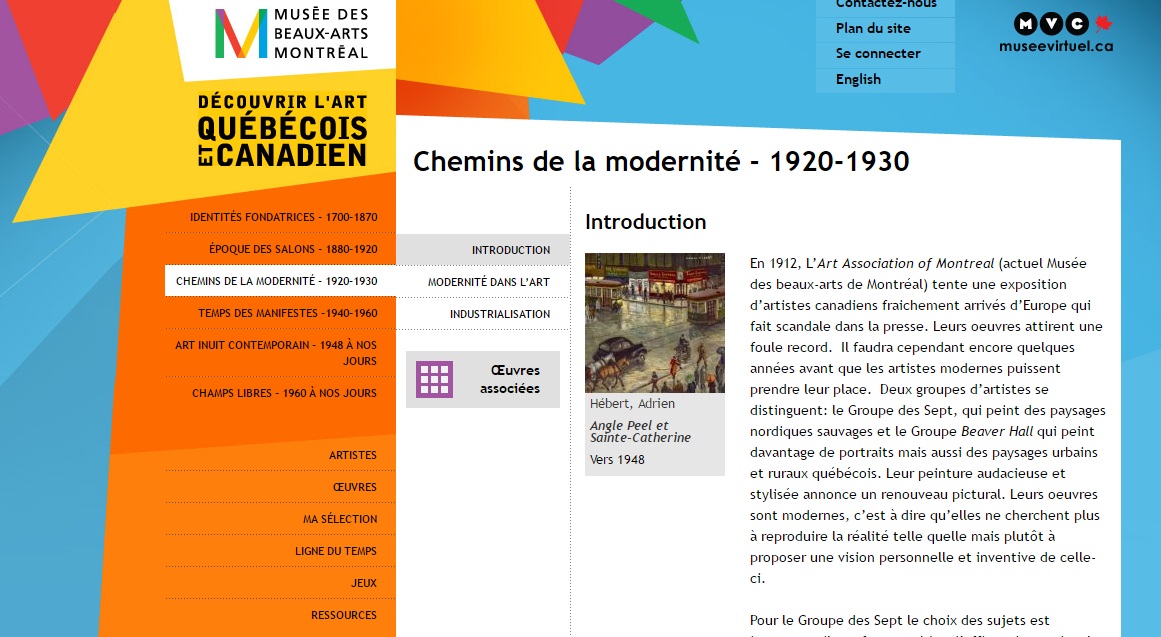 MUSÉE DES
BEAUX-ARTS
MONTRÉAL
DÉCOUVRIR L'ART
QUÉBÉCOIS
ET CANADIEN
Contactez-nous
Plan du site
Se connecter
English
MVC
museevirtuel.ca
Chemins de la modernité - 1920-1930
IDENTITÉS FONDATRICES - 1700-1870
ÉPOQUE DES SALONS - 1880-1920
CHEMINS DE LA MODERNITÉ - 1920-1930
TEMPS DES MANIFESTES -1940-1960
ART INUIT CONTEMPORAIN - 1948 À NOS
JOURS
CHAMPS LIBRES - 1960 À NOS JOURS
ARTISTES
ŒUVRES
MA SÉLECTION
LIGNE DU TEMPS
JEUX
RESSOURCES
INTRODUCTION
MODERNITÉ DANS L'ART
INDUSTRIALISATION
Œuvres
associées
Introduction
Hébert, Adrien
Angle Peel et
Sainte-Catherine
Vers 1948
En 1912, L’Art Association of Montreal (actuel Musée
des beaux-arts de Montréal) tente une exposition
d’artistes canadiens fraichement arrivés d’Europe qui
fait scandale dans la presse. Leurs oeuvres attirent une
foule record.  Il faudra cependant encore quelques
années avant que les artistes modernes puissent
prendre leur place.  Deux groupes d’artistes se
distinguent: le Groupe des Sept, qui peint des paysages
nordiques sauvages et le Groupe Beaver Hall qui peint
davantage de portraits mais aussi des paysages urbains
et ruraux québécois. Leur peinture audacieuse et
stylisée annonce un renouveau pictural. Leurs oeuvres
sont modernes, c’est à dire qu’elles ne cherchent plus
à reproduire la réalité telle quelle mais plutôt à
proposer une vision personnelle et inventive de celle-
ci.
Pour le Groupe des Sept le choix des sujets est